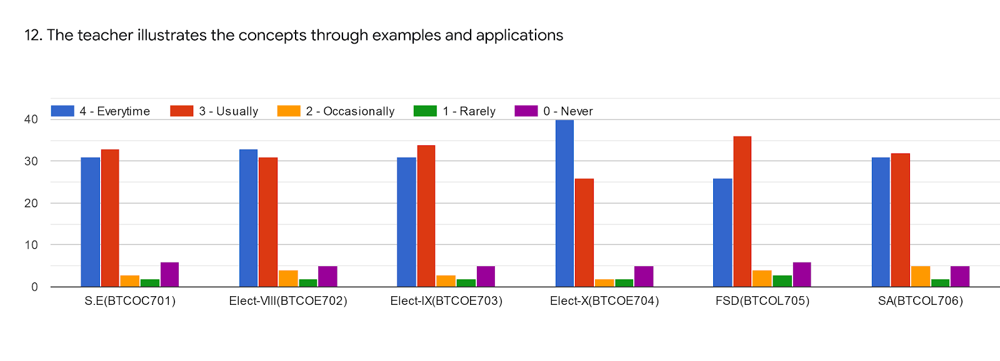 12. The teacher illustrates the concepts through examples and applications
4 - Everytime 3 - Usually 2 - Occasionally 1 - Rarely 0 - Never
40
30
20
10
0
S.E(BTCOC701) Elect-VIII(BTCOE702) Elect-IX(BTCOE703) Elect-X(BTCOE704) FSD(BTCOL705) SA(BTCOL706)